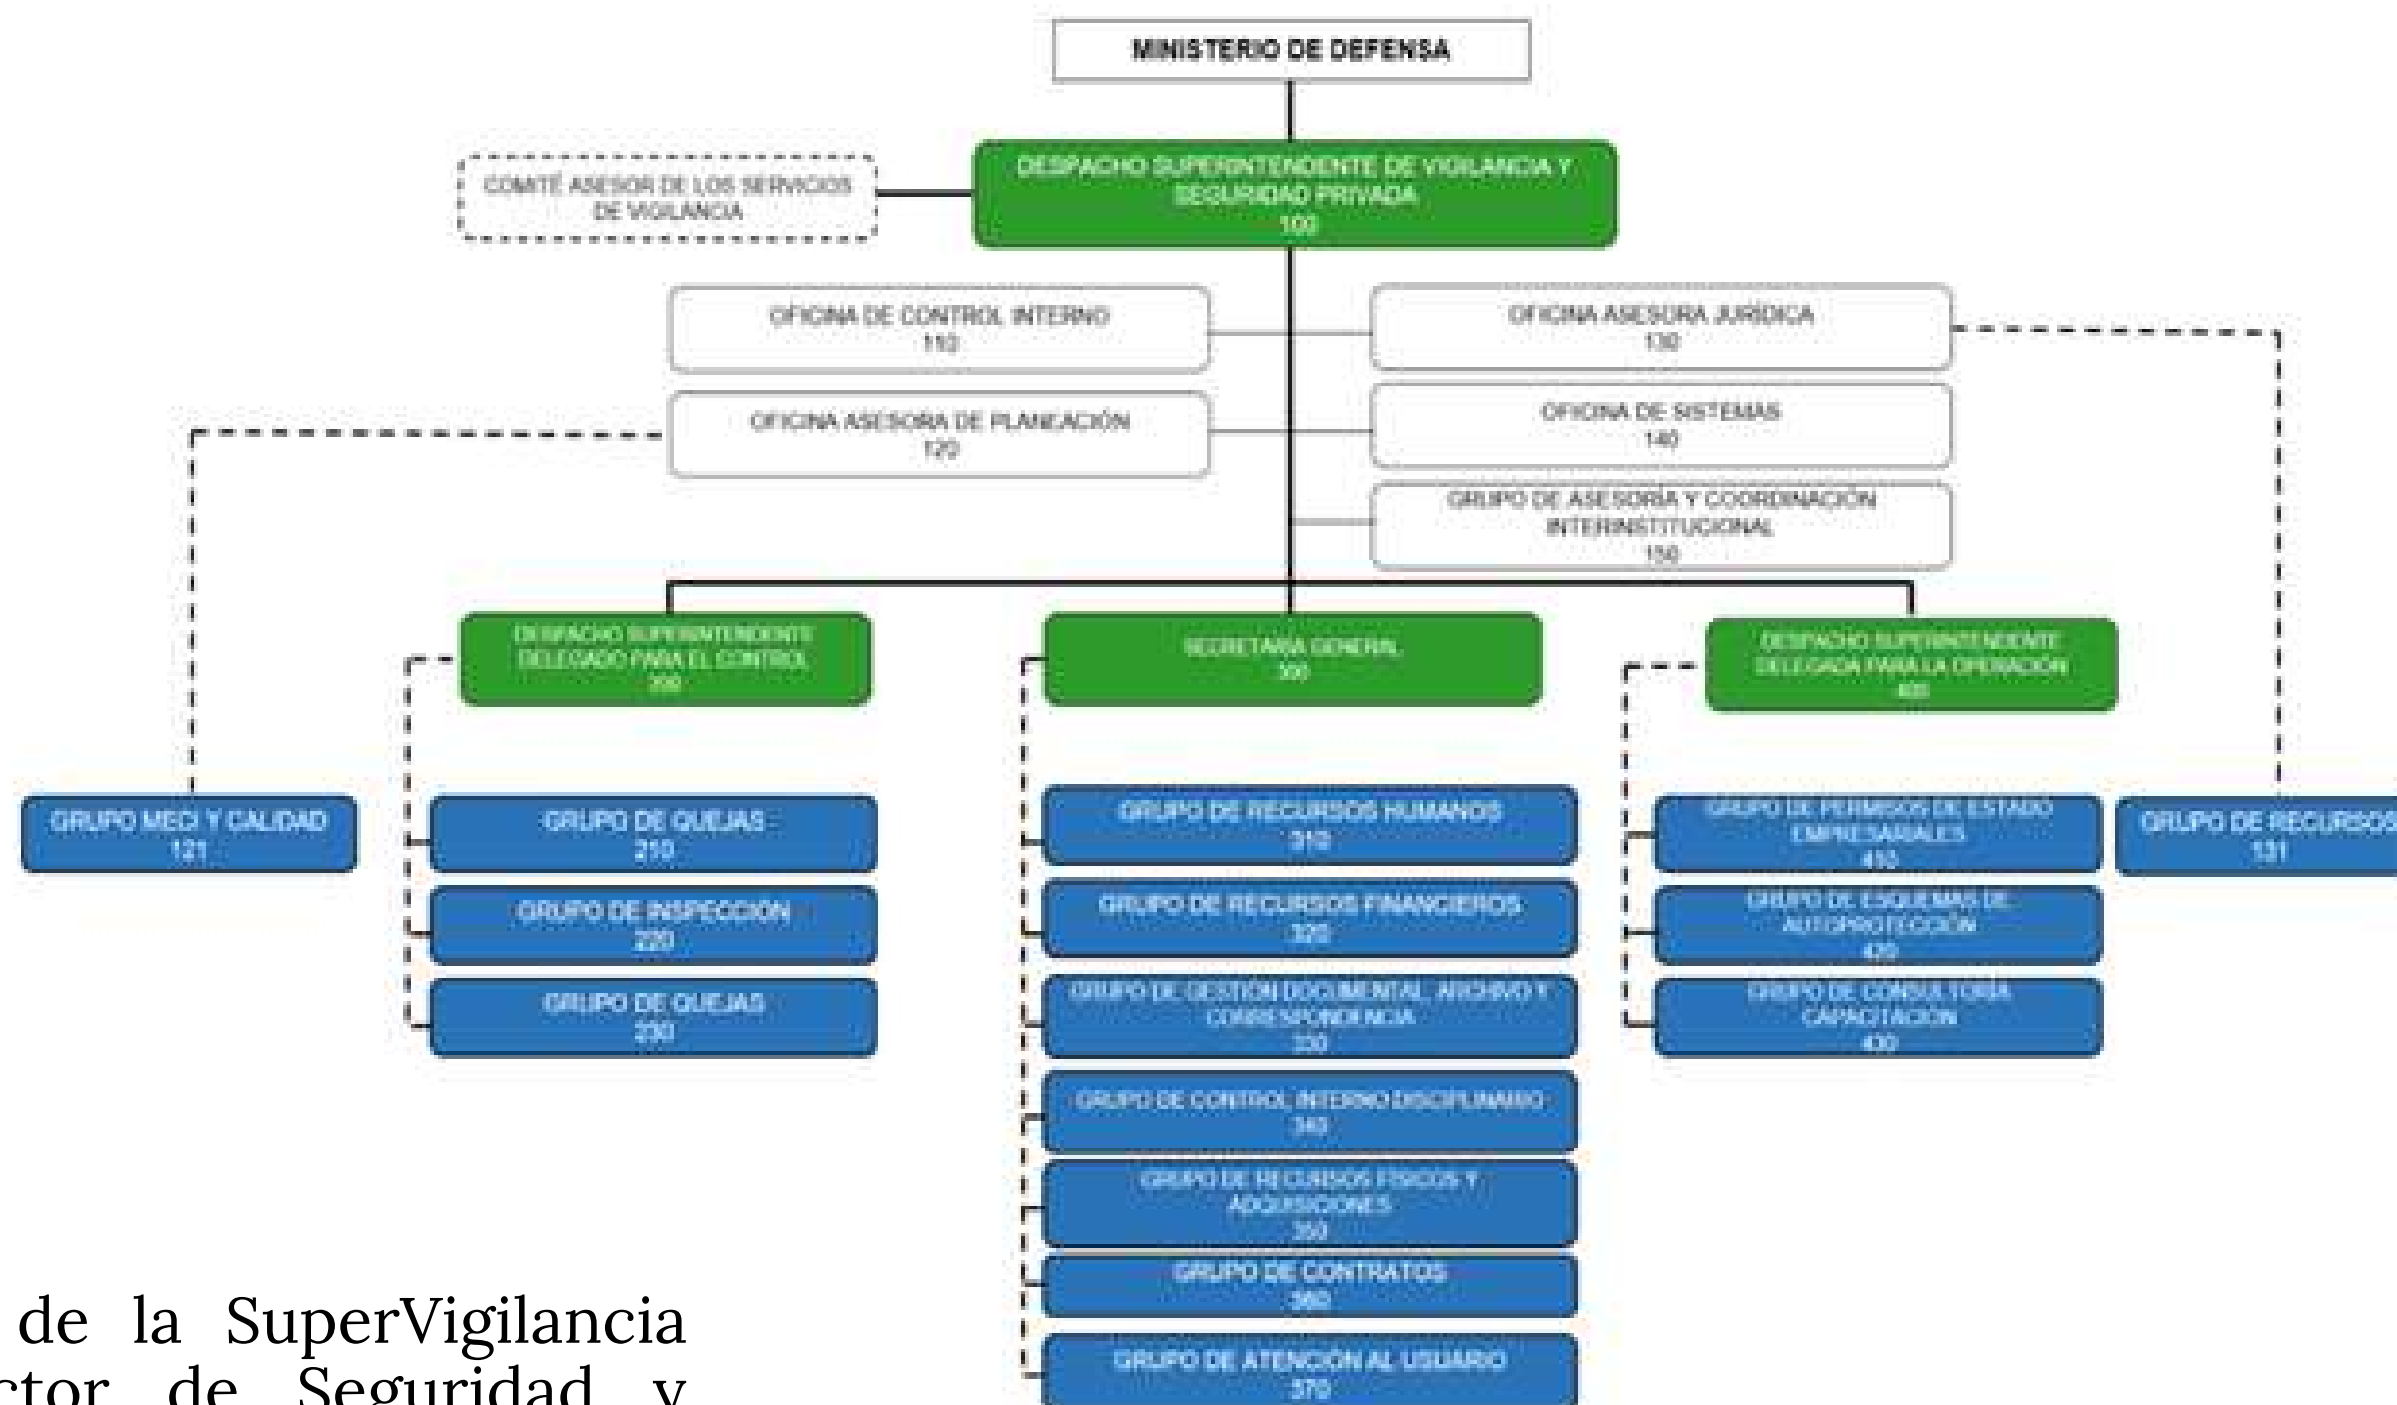 MINISTERIO DE DEFENSA
COMITÉ ASESOR DE LOS SERVICIOS
DE VIGILANCIA
DESPACHO SUPERINTENDENTE DE VIGILANCIA Y
SEGURIDAD PRIVADA
100
OFICINA DE CONTROL INTERNO
110
OFICINA ASESORA JURÍDICA
130
OFICINA ASESORA DE PLANEACIÓN
120
OFICINA DE SISTEMAS
140
GRUPO DE ASESORÍA Y COORDINACIÓN
INTERINSTITUCIONAL
150
DESPACHO SUPERINTENDENTE
DELEGADO PARA EL CONTROL
200
SECRETARIA GENERAL
300
DESPACHO SUPERINTENDENTE
DELEGADA PARA LA OPERACIÓN
400
GRUPO MECI Y CALIDAD
121
GRUPO DE QUEJAS
210
GRUPO DE INSPECCIÓN
220
GRUPO DE QUEJAS
230
GRUPO DE RECURSOS HUMANOS
310
GRUPO DE RECURSOS FINANCIEROS
320
GRUPO DE GESTIÓN DOCUMENTAL, ARCHIVO Y
CORRESPONDENCIA
330
GRUPO DE CONTROL INTERNO DISCIPLINARIO
340
GRUPO DE RECURSOS FÍSICOS Y
ADQUISICIONES
350
GRUPO DE CONTRATOS
360
GRUPO DE ATENCIÓN AL USUARIO
370
GRUPO DE PERMISOS DE ESTADO
EMPRESARIALES
410
GRUPO DE ESQUEMAS DE
AUTOPROTECCIÓN
420
GRUPO DE CONSULTORÍA
CAPACITACIÓN
430
GRUPO DE RECURSOS
131
de la SuperVigilancia
ctor de Seguridad y